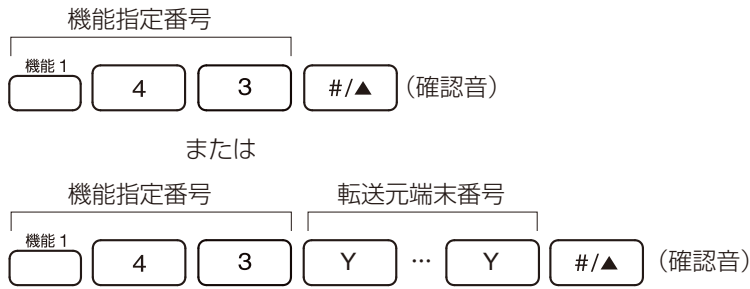 機能指定番号
機能1
4 3 #/▲ (確認音)
または
機能指定番号 転送元端末番号
機能1
4 3 Y … Y #/▲ (確認音)